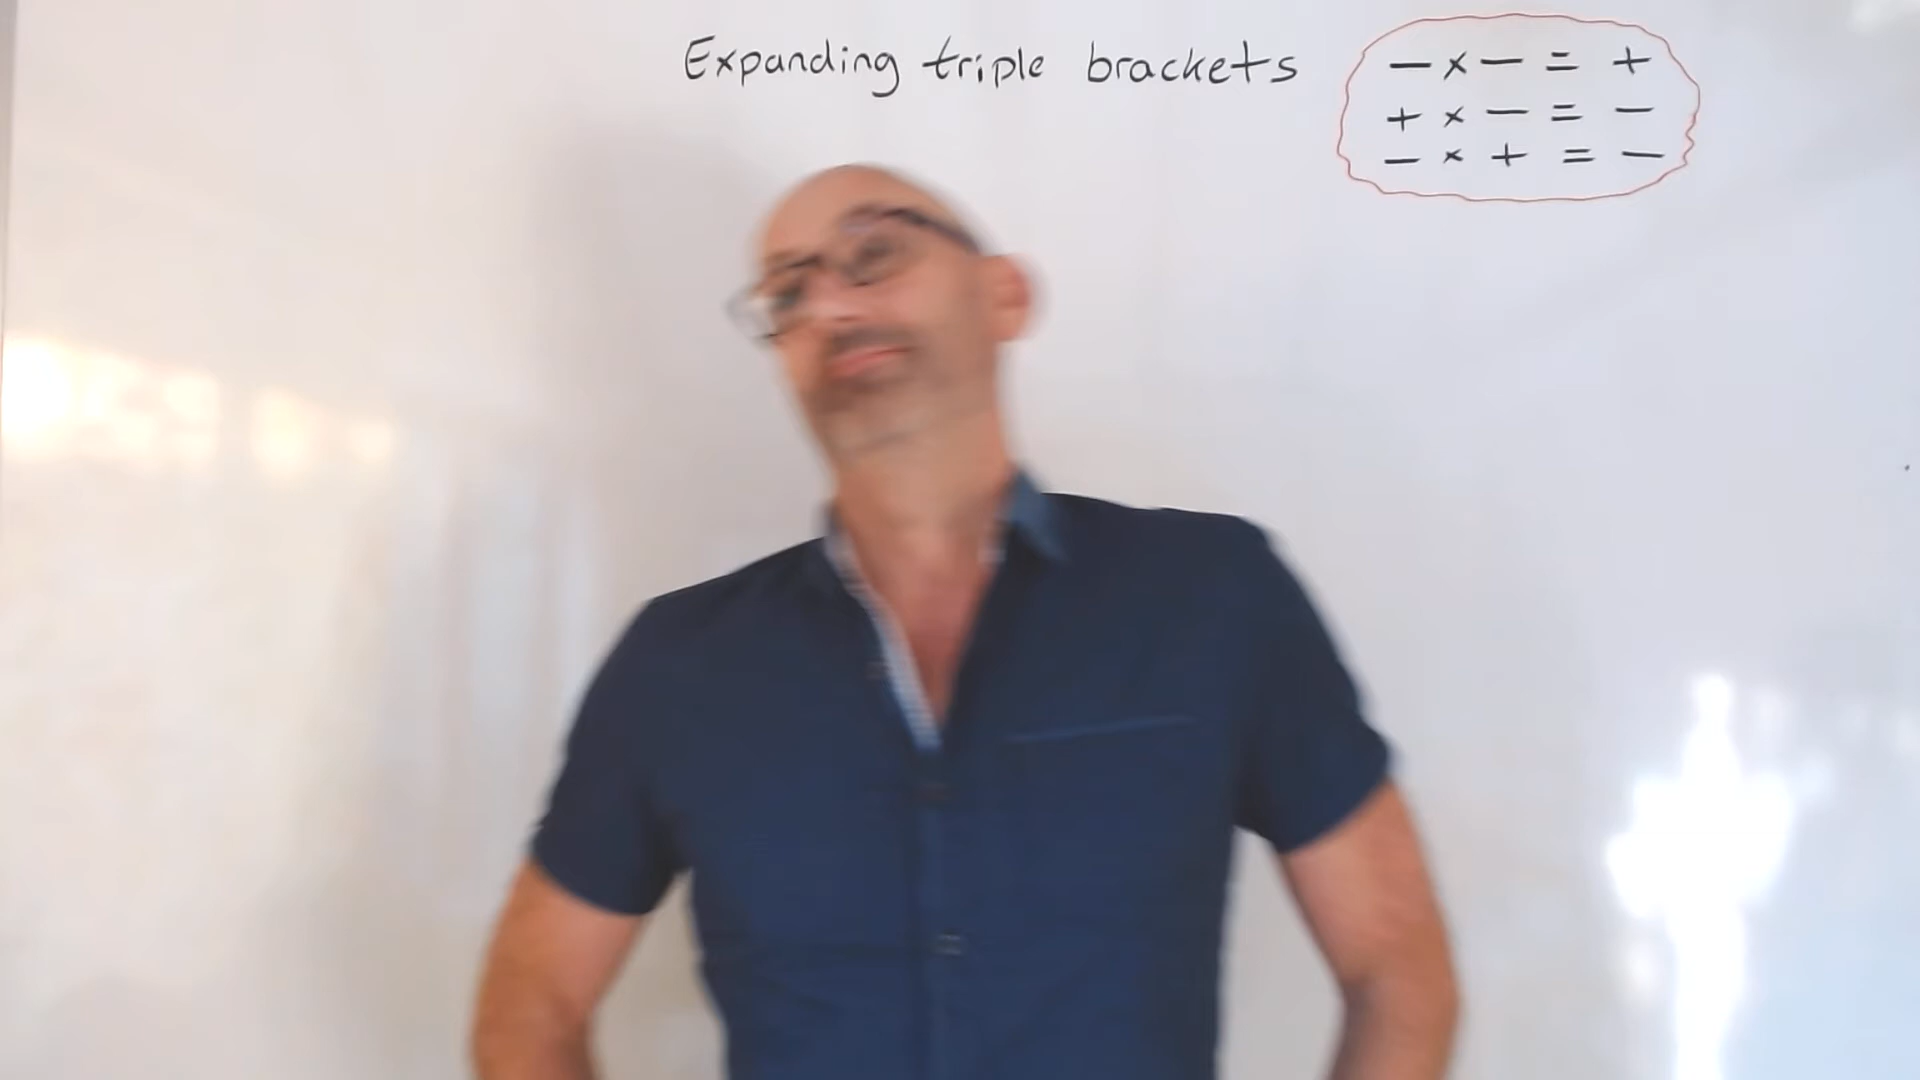 Expanding triple brackets
- × - = +
+ × - = -
- × + = -